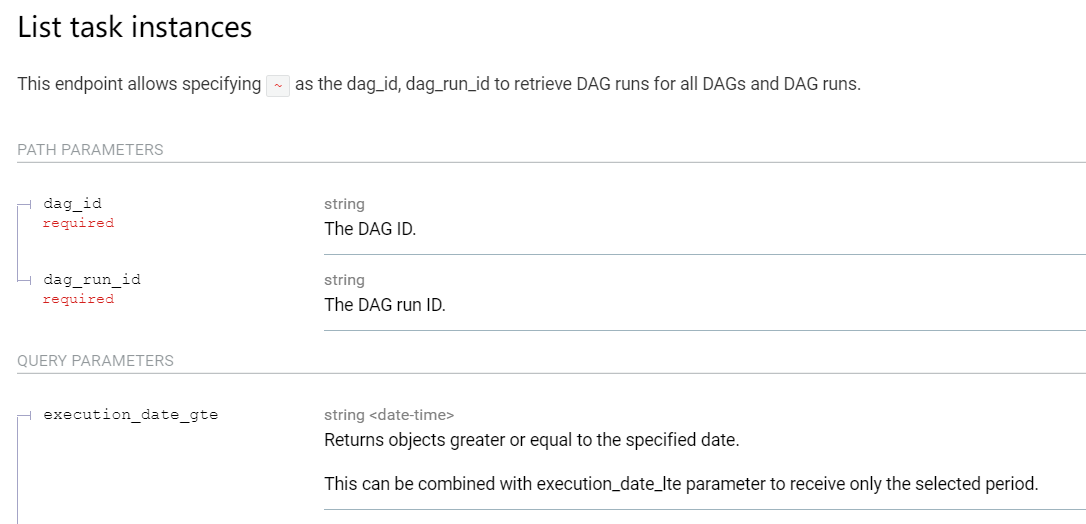 List task instances
This endpoint allows specifying ~ as the dag_id, dag_run_id to retrieve DAG runs for all DAGs and DAG runs.
PATH PARAMETERS
dag_id
required
string
The DAG ID.
dag_run_id
required
string
The DAG run ID.
QUERY PARAMETERS
execution_date_gte
string <date-time>
Returns objects greater or equal to the specified date.
This can be combined with execution_date_lte parameter to receive only the selected period.